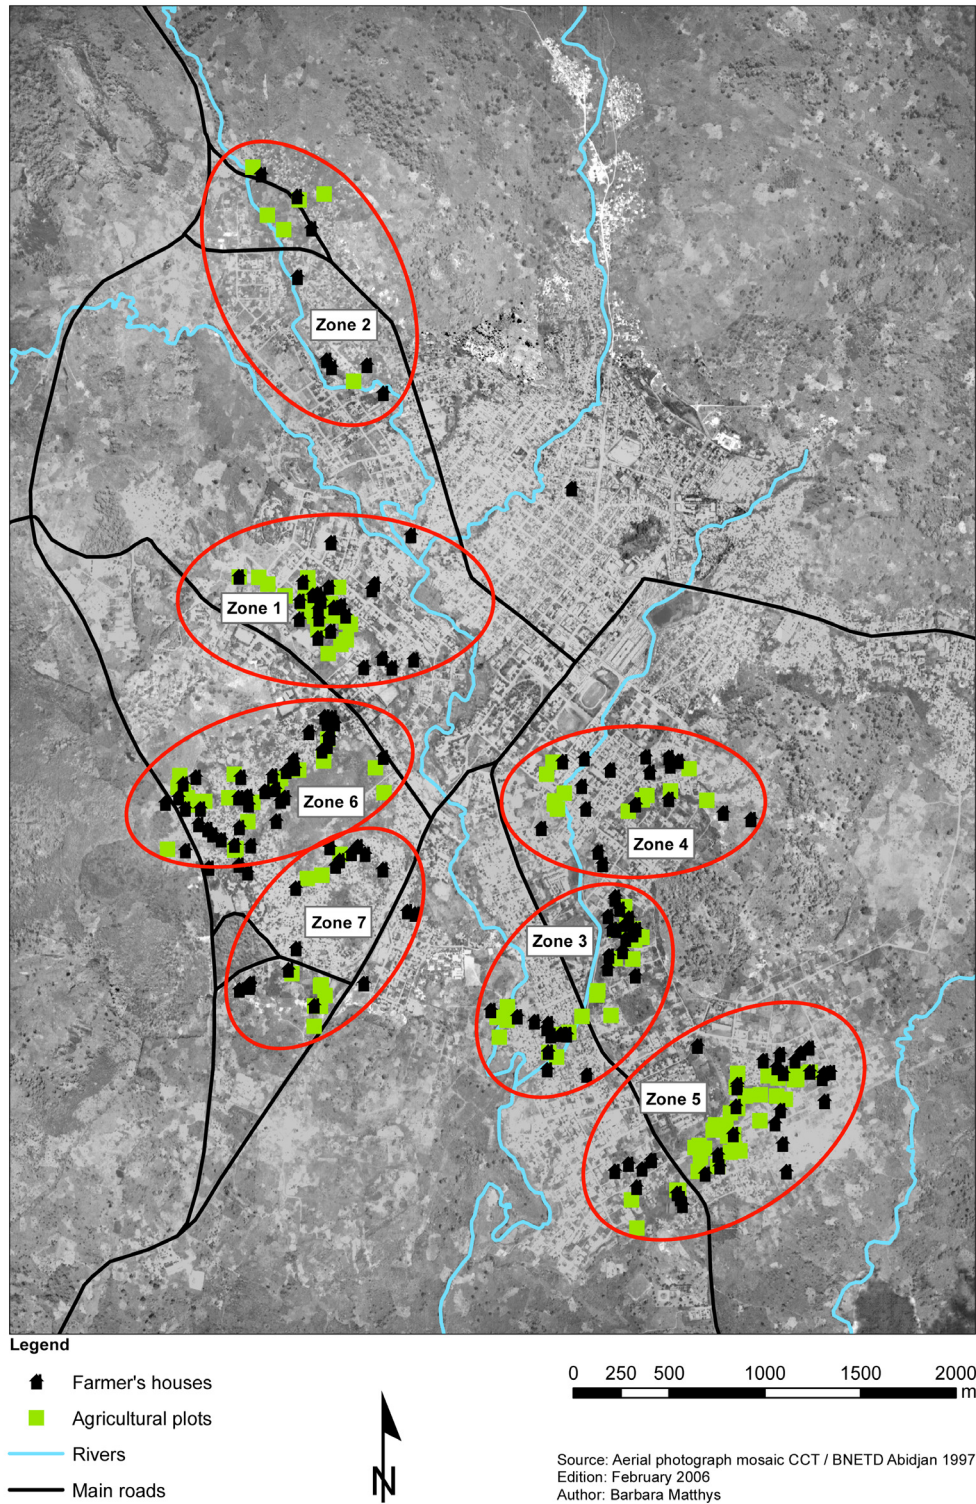 Zone 2
Zone 1
Zone 6
Zone 4
Zone 7
Zone 3
Zone 5
Legend
Farmer's houses
Agricultural plots
Rivers
Main roads
N
0 250 500 1000 1500 2000
m
Source: Aerial photograph mosaic CCT / BNETD Abidjan 1997
Edition: February 2006
Author: Barbara Matthys